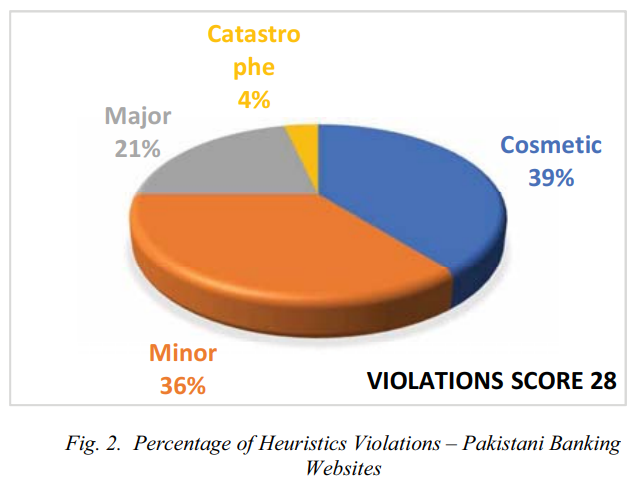 Catastro
phe
4%
Major
21%
Cosmetic
39%
Minor
36%
VIOLATIONS SCORE 28
Fig. 2. Percentage of Heuristics Violations – Pakistani Banking
Websites